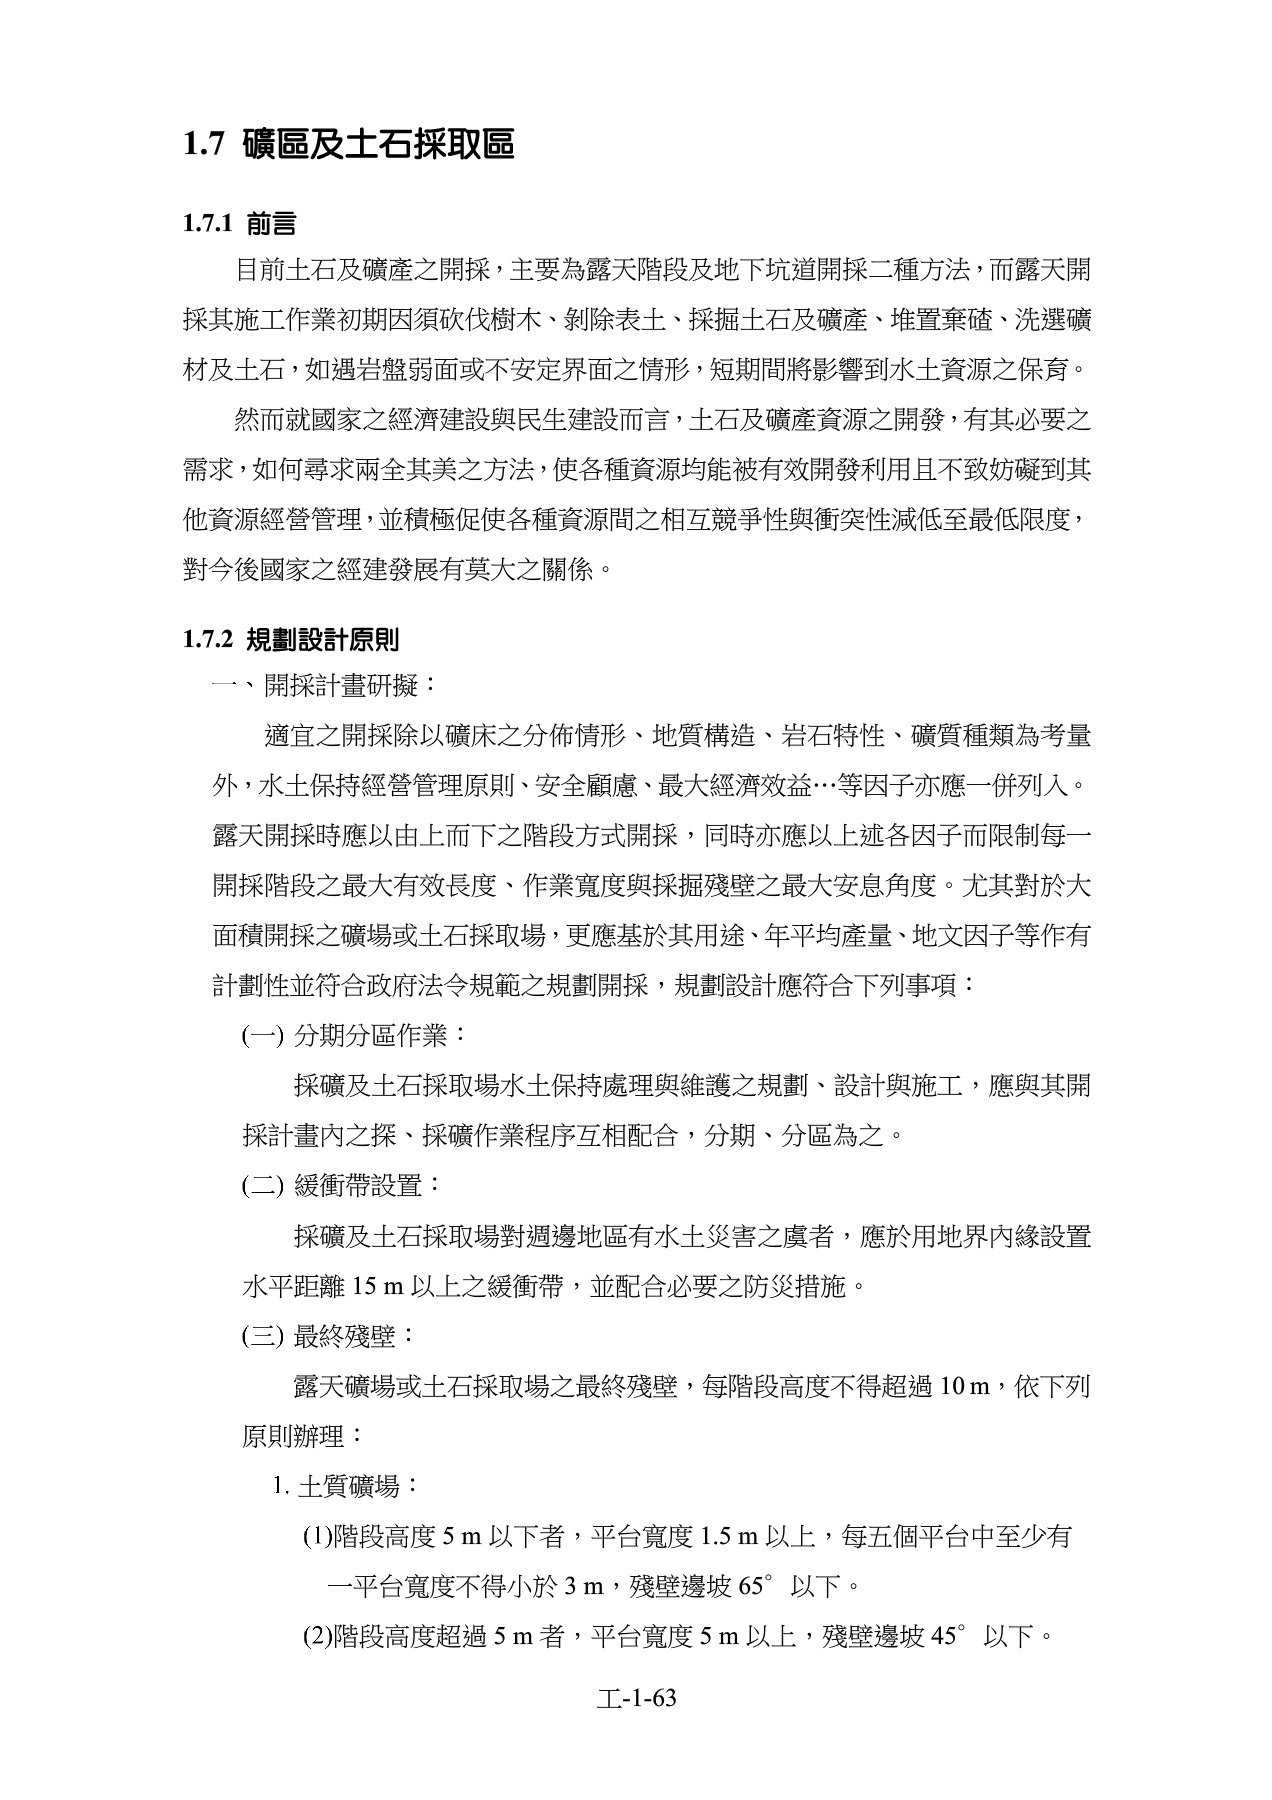 1.7 礦區及土石採取區
1.7.1 前言
目前土石及礦產之開採，主要為露天階段及地下坑道開採二種方法，而露天開
採其施工作業初期因須砍伐樹木、剝除表土、採掘土石及礦產、堆置棄碴、洗選礦
材及土石，如遇岩盤弱面或不安定界面之情形，短期間將影響到水土資源之保育。
然而就國家之經濟建設與民生建設而言，土石及礦產資源之開發，有其必要之
需求，如何尋求兩全其美之方法，使各種資源均能被有效開發利用且不致妨礙到其
他資源經營管理，並積極促使各種資源間之相互競爭性與衝突性減低至最低限度，
對今後國家之經建發展有莫大之關係。
1.7.2 規劃設計原則
一、開採計畫研擬：
適宜之開採除以礦床之分佈情形、地質構造、岩石特性、礦質種類為考量
外，水土保持經營管理原則、安全顧慮、最大經濟效益…等因子亦應一併列入。
露天開採時應以由上而下之階段方式開採，同時亦應以上述各因子而限制每一
開採階段之最大有效長度、作業寬度與採掘殘壁之最大安息角度。尤其對於大
面積開採之礦場或土石採取場，更應基於其用途、年平均產量、地文因子等作有
計劃性並符合政府法令規範之規劃開採，規劃設計應符合下列事項：
(一) 分期分區作業：
採礦及土石採取場水土保持處理與維護之規劃、設計與施工，應與其開
採計畫內之探、採礦作業程序互相配合，分期、分區為之。
(二) 緩衝帶設置：
採礦及土石採取場對週邊地區有水土災害之虞者，應於用地界內緣設置
水平距離 15 m 以上之緩衝帶，並配合必要之防災措施。
(三) 最終殘壁：
露天礦場或土石採取場之最終殘壁，每階段高度不得超過 10 m，依下列
原則辦理：
1. 土質礦場：
(1)階段高度 5 m 以下者，平台寬度 1.5 m 以上，每五個平台中至少有
一平台寬度不得小於 3 m，殘壁邊坡 65° 以下。
(2)階段高度超過 5 m 者，平台寬度 5 m 以上，殘壁邊坡 45° 以下。
工-1-63